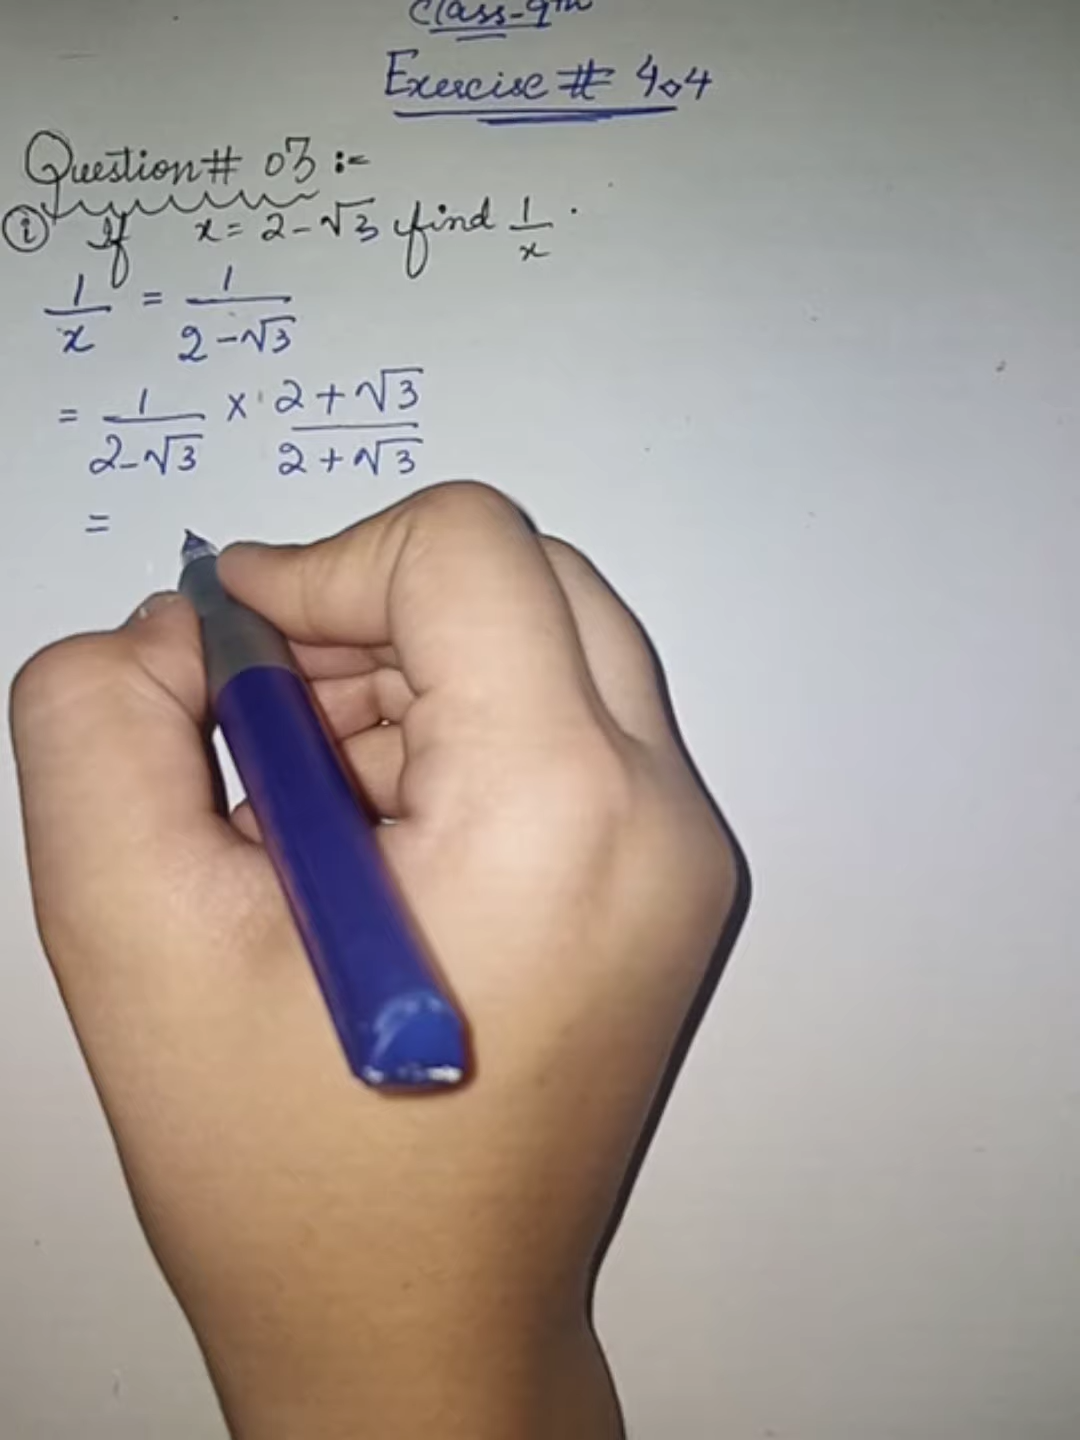 Class-9th
Exercise # 4.4
Question # 03 :-
(i) If x = 2 - √3 find 1/x .
1/x = 1/(2 - √3)
= 1/(2 - √3) × (2 + √3)/(2 + √3)
=